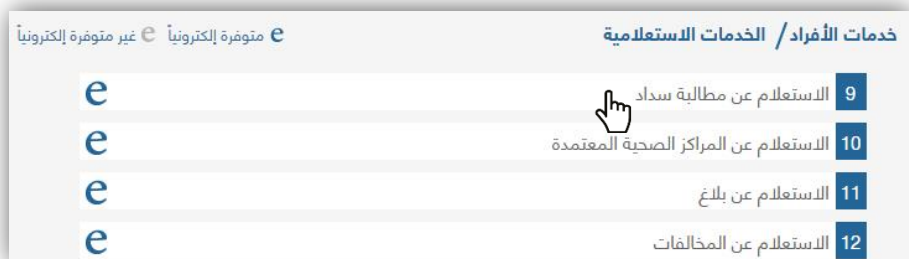 خدمات الأفراد/ الخدمات الاستعلامية e متوفرة إلكترونياً e غير متوفرة إلكترونياً
9 الاستعلام عن مطالبة سداد e
10 الاستعلام عن المراكز الصحية المعتمدة e
11 الاستعلام عن بلاغ e
12 الاستعلام عن المخالفات e